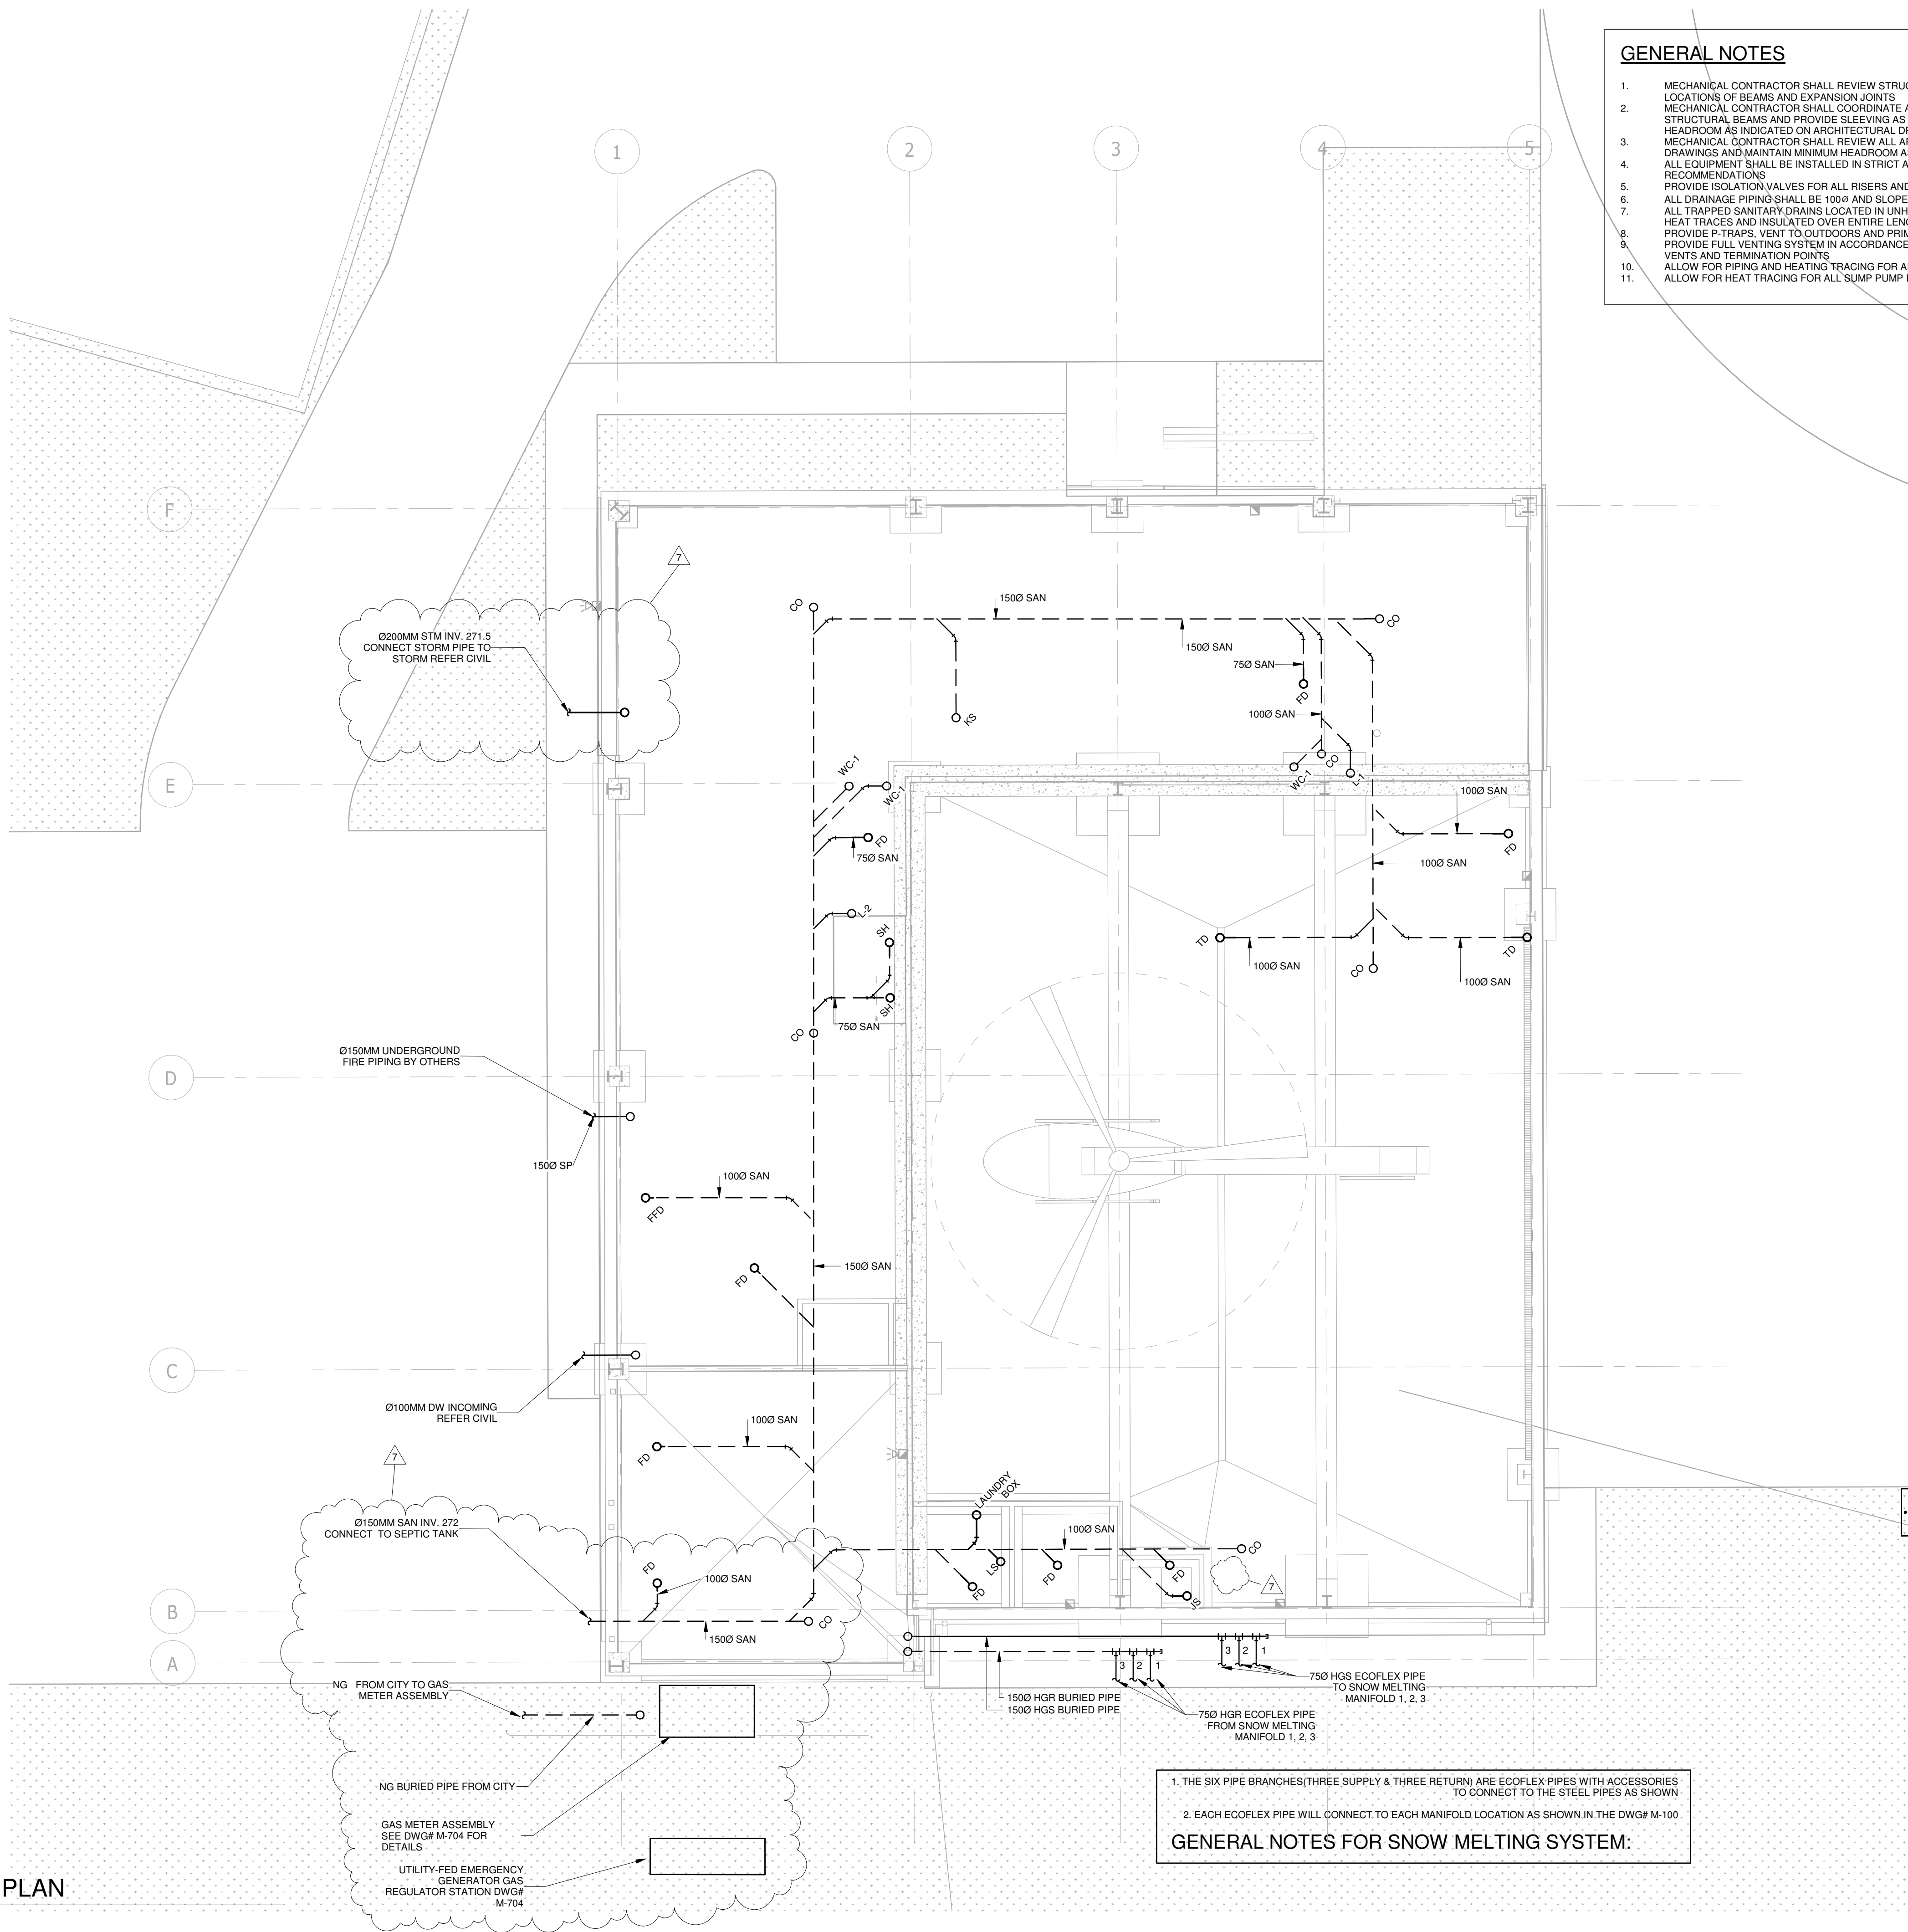 GENERAL NOTES
1. MECHANICAL CONTRACTOR SHALL REVIEW
LOCATIONS OF BEAMS AND EXPANSION JOINTS
2. MECHANICAL CONTRACTOR SHALL COORDINATE
STRUCTURAL BEAMS AND PROVIDE SLEEVING AS
HEADROOM AS INDICATED ON ARCHITECTURAL
3. MECHANICAL CONTRACTOR SHALL REVIEW ALL
DRAWINGS AND MAINTAIN MINIMUM HEADROOM
4. ALL EQUIPMENT SHALL BE INSTALLED IN STRICT
RECOMMENDATIONS
5. PROVIDE ISOLATION VALVES FOR ALL RISERS AND
6. ALL DRAINAGE PIPING SHALL BE 100Ø AND SLOPE
7. ALL TRAPPED SANITARY DRAINS LOCATED IN
HEAT TRACES AND INSULATED OVER ENTIRE
8. PROVIDE P-TRAPS, VENT TO OUTDOORS AND
9. PROVIDE FULL VENTING SYSTEM IN ACCORDANCE
VENTS AND TERMINATION POINTS
10. ALLOW FOR PIPING AND HEATING TRACING FOR
11. ALLOW FOR HEAT TRACING FOR ALL SUMP PUMP
1
2
3
4
5
F
7
CO
150Ø SAN
CO
Ø200MM STM INV. 271.5
CONNECT STORM PIPE TO
STORM REFER CIVIL
150Ø SAN
75Ø SAN
FD
KS
100Ø SAN
CO
WC-1
L-1
E
WC-1
WC-1
100Ø SAN
FD
FD
75Ø SAN
100Ø SAN
L-2
SH
TD
TD
100Ø SAN
CO
100Ø SAN
SH
75Ø SAN
CO
Ø150MM UNDERGROUND
FIRE PIPING BY OTHERS
D
150Ø SP
100Ø SAN
FFD
150Ø SAN
FD
C
Ø100MM DW INCOMING
REFER CIVIL
100Ø SAN
FD
7
LAUNDRY
BOX
Ø150MM SAN INV. 272
CONNECT TO SEPTIC TANK
100Ø SAN
CO
LS
FD
FD
FD
JS
7
FD
100Ø SAN
B
CO
150Ø SAN
A
3 2 1
3 2 1
75Ø HGS ECOFLEX PIPE
TO SNOW MELTING
MANIFOLD 1, 2, 3
NG FROM CITY TO GAS
METER ASSEMBLY
150Ø HGR BURIED PIPE
150Ø HGS BURIED PIPE
75Ø HGR ECOFLEX PIPE
FROM SNOW MELTING
MANIFOLD 1, 2, 3
NG BURIED PIPE FROM CITY
GAS METER ASSEMBLY
SEE DWG# M-704 FOR
DETAILS
UTILITY-FED EMERGENCY
GENERATOR GAS
REGULATOR STATION DWG#
M-704
1. THE SIX PIPE BRANCHES(THREE SUPPLY & THREE RETURN) ARE ECOFLEX PIPES WITH ACCESSORIES
TO CONNECT TO THE STEEL PIPES AS SHOWN
2. EACH ECOFLEX PIPE WILL CONNECT TO EACH MANIFOLD LOCATION AS SHOWN IN THE DWG# M-100
GENERAL NOTES FOR SNOW MELTING SYSTEM:
PLAN